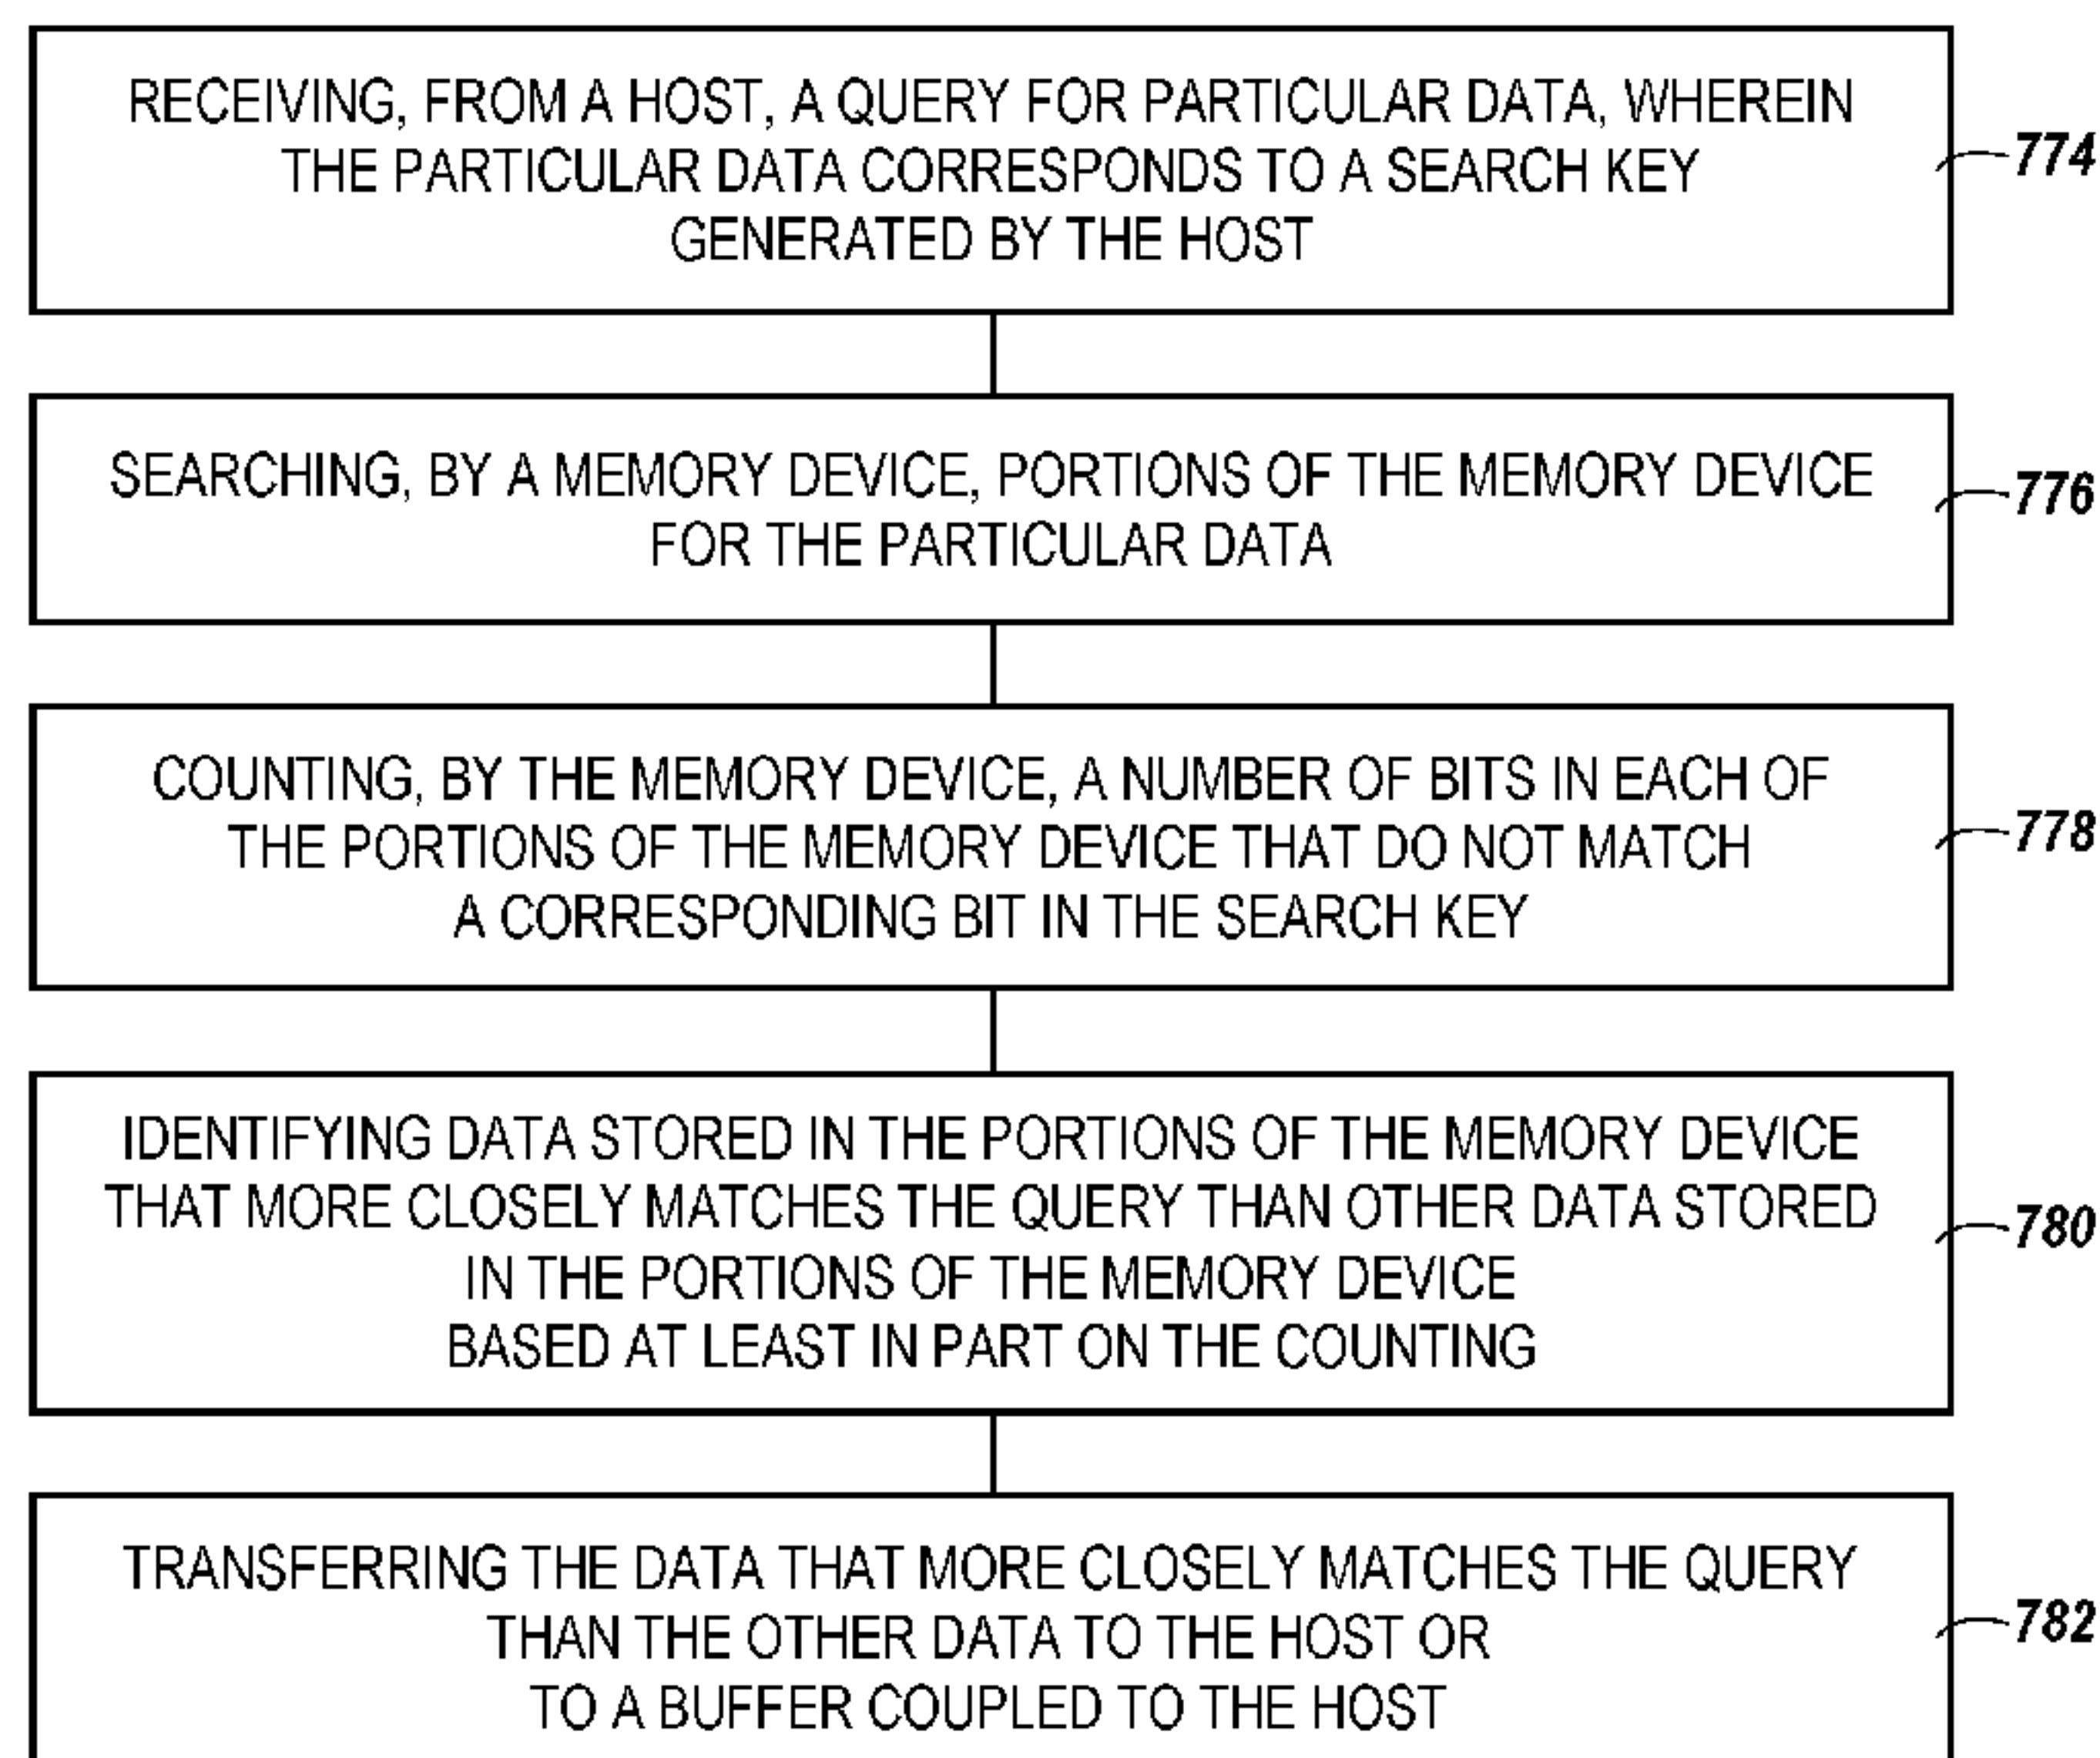 RECEIVING, FROM A HOST, A QUERY FOR PARTICULAR DATA, WHEREIN
THE PARTICULAR DATA CORRESPONDS TO A SEARCH KEY
GENERATED BY THE HOST
774
SEARCHING, BY A MEMORY DEVICE, PORTIONS OF THE MEMORY DEVICE
FOR THE PARTICULAR DATA
776
COUNTING, BY THE MEMORY DEVICE, A NUMBER OF BITS IN EACH OF
THE PORTIONS OF THE MEMORY DEVICE THAT DO NOT MATCH
A CORRESPONDING BIT IN THE SEARCH KEY
778
IDENTIFYING DATA STORED IN THE PORTIONS OF THE MEMORY DEVICE
THAT MORE CLOSELY MATCHES THE QUERY THAN OTHER DATA STORED
IN THE PORTIONS OF THE MEMORY DEVICE
BASED AT LEAST IN PART ON THE COUNTING
780
TRANSFERRING THE DATA THAT MORE CLOSELY MATCHES THE QUERY
THAN THE OTHER DATA TO THE HOST OR
TO A BUFFER COUPLED TO THE HOST
782